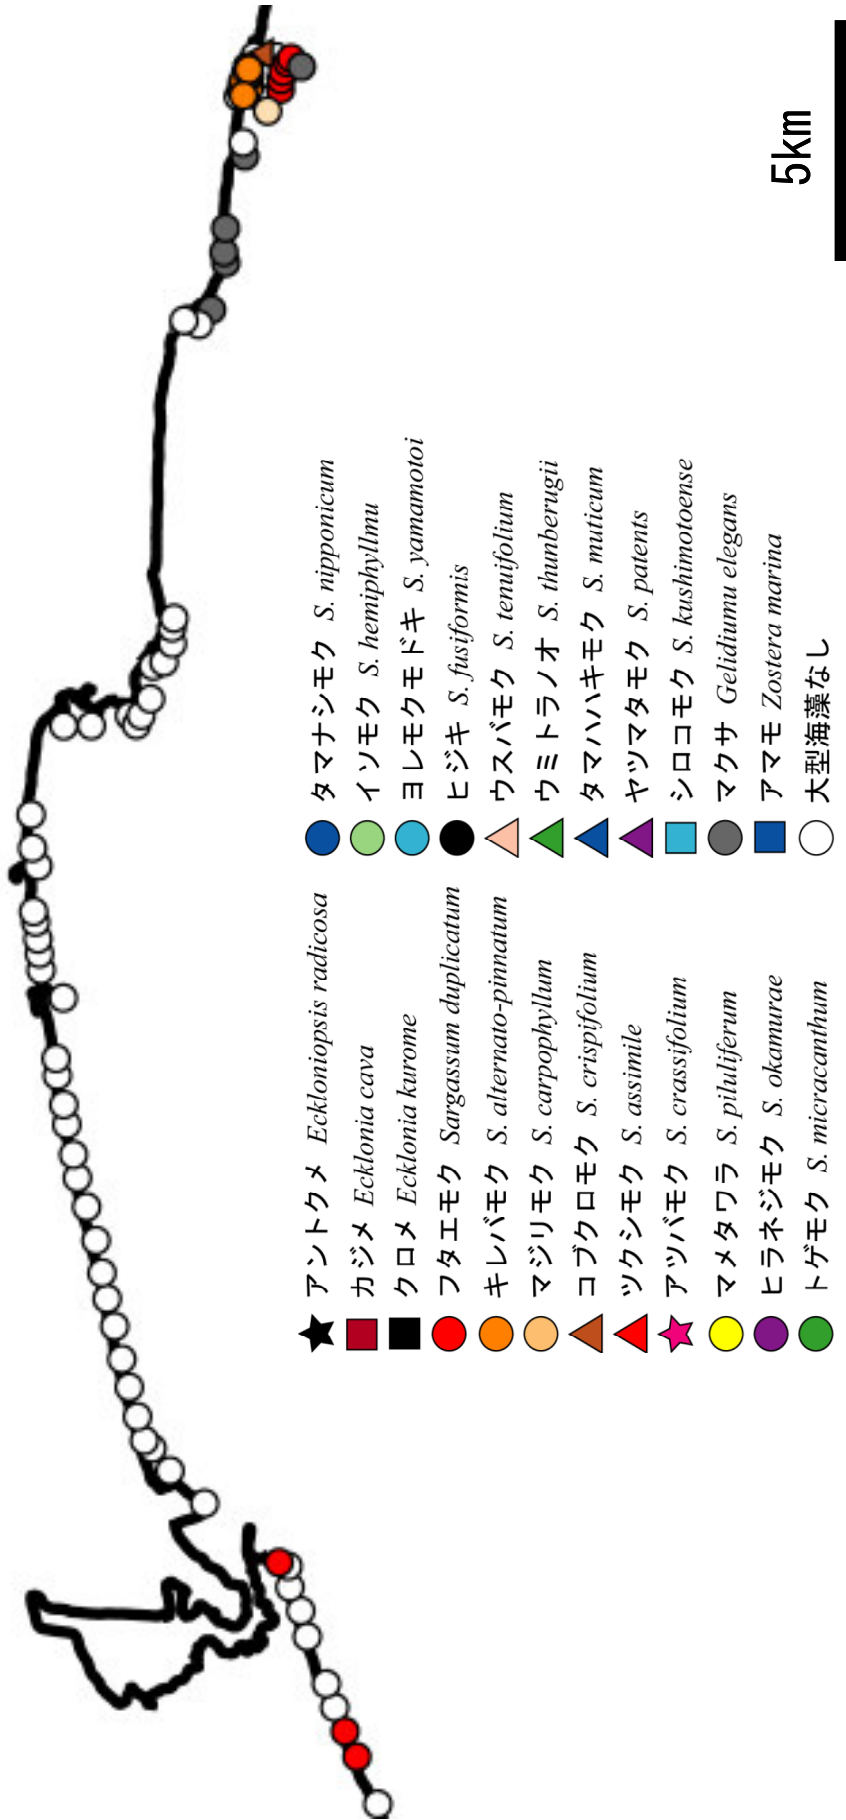 アントクメ Eckloniopsis radicosa
カジメ Ecklonia cava
クロメ Ecklonia kurome
フタエモク Sargassum duplicatum
キレバモク S. alternato-pinnatum
マジリモク S. carpophyllum
コブクロモク S. crispifolium
ツクシモク S. assimile
アツバモク S. crassifolium
マメタワラ S. piluliferum
ヒラネジモク S. okamurae
トゲモク S. micracanthum
タマナシモク S. nipponicum
イソモク S. hemiphyllmu
ヨレモクモドキ S. yamamotoi
ヒジキ S. fusiformis
ウスバモク S. tenuifolium
ウミトラノオ S. thunberugii
タマハハキモク S. muticum
ヤツマタモク S. patents
シロコモク S. kushimotoense
マクサ Gelidiumu elegans
アマモ Zostera marina
大型海藻なし
5km